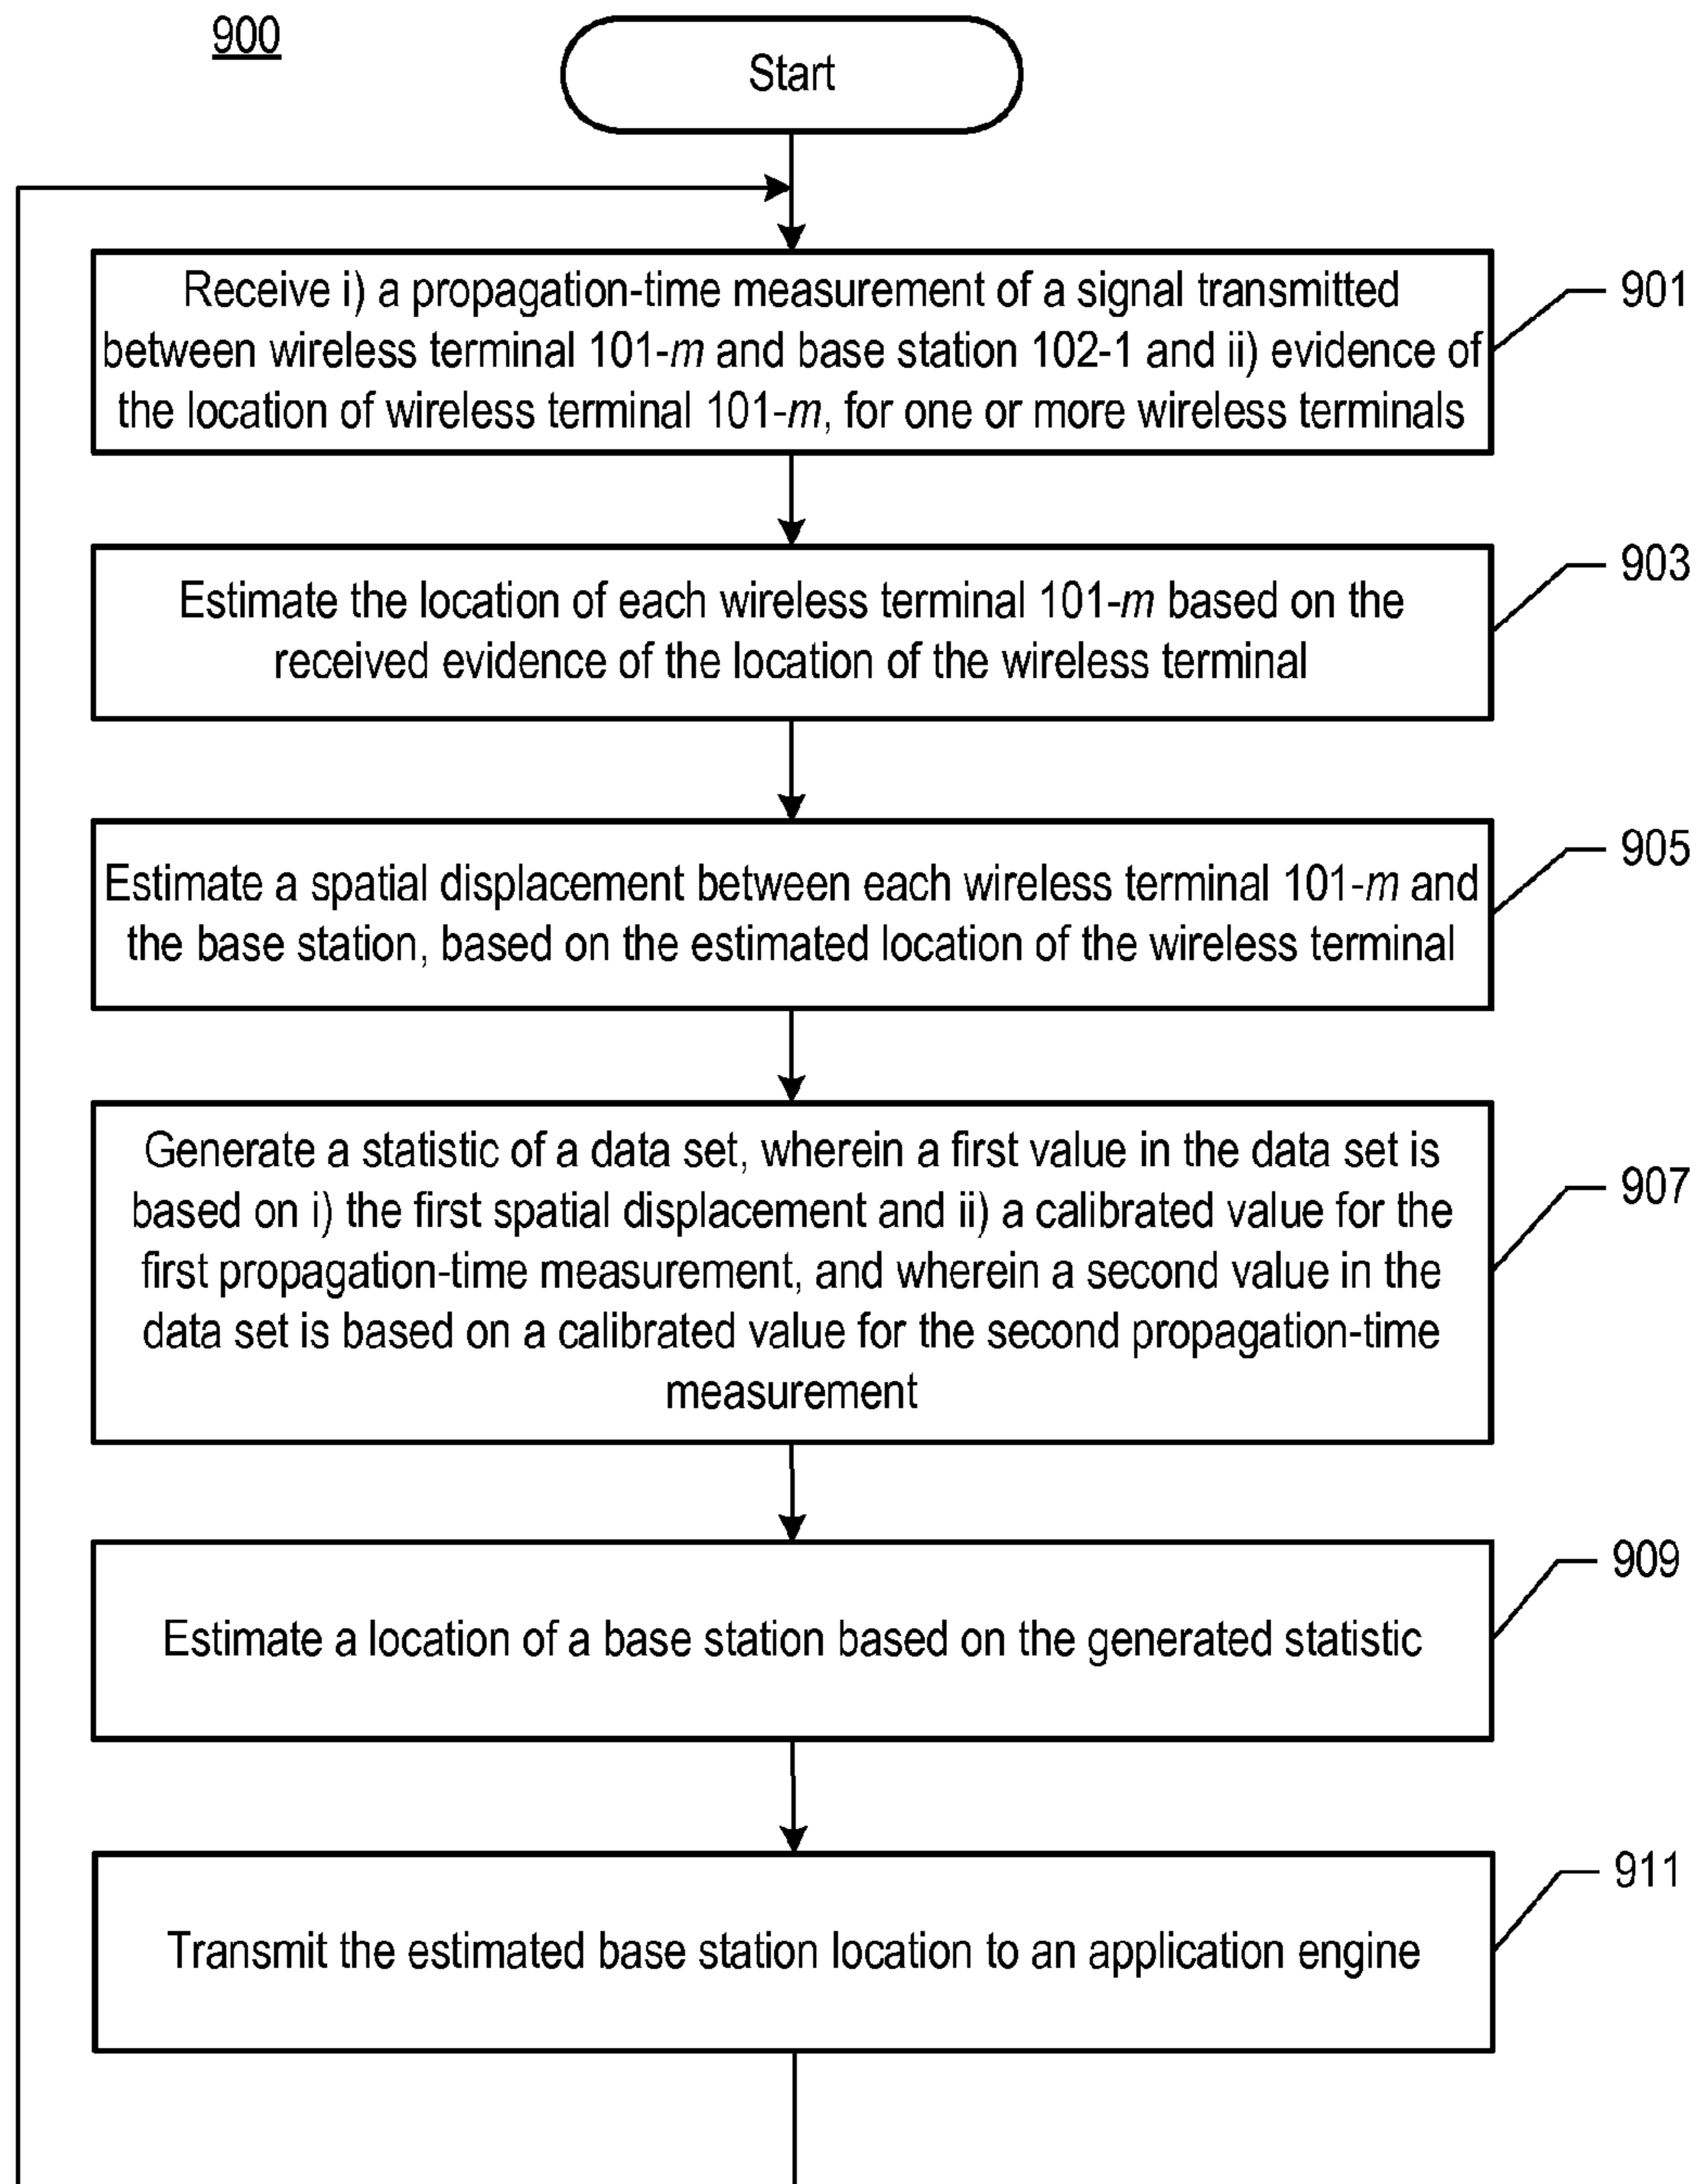 900
Start
Receive i) a propagation-time measurement of a signal transmitted
between wireless terminal 101-m and base station 102-1 and ii) evidence of
the location of wireless terminal 101-m, for one or more wireless terminals
901
Estimate the location of each wireless terminal 101-m based on the
received evidence of the location of the wireless terminal
903
Estimate a spatial displacement between each wireless terminal 101-m and
the base station, based on the estimated location of the wireless terminal
905
Generate a statistic of a data set, wherein a first value in the data set is
based on i) the first spatial displacement and ii) a calibrated value for the
first propagation-time measurement, and wherein a second value in the
data set is based on a calibrated value for the second propagation-time
measurement
907
Estimate a location of a base station based on the generated statistic
909
Transmit the estimated base station location to an application engine
911